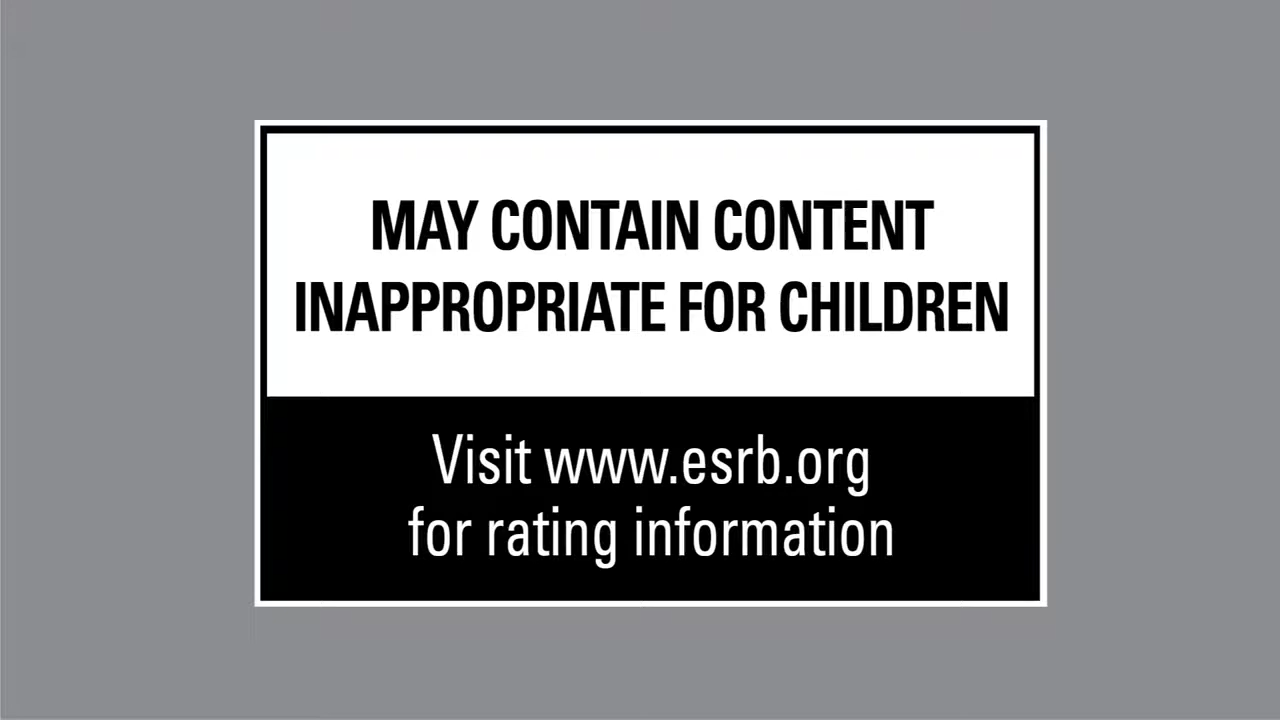 MAY CONTAIN CONTENT
INAPPROPRIATE FOR CHILDREN
Visit www.esrb.org
for rating information